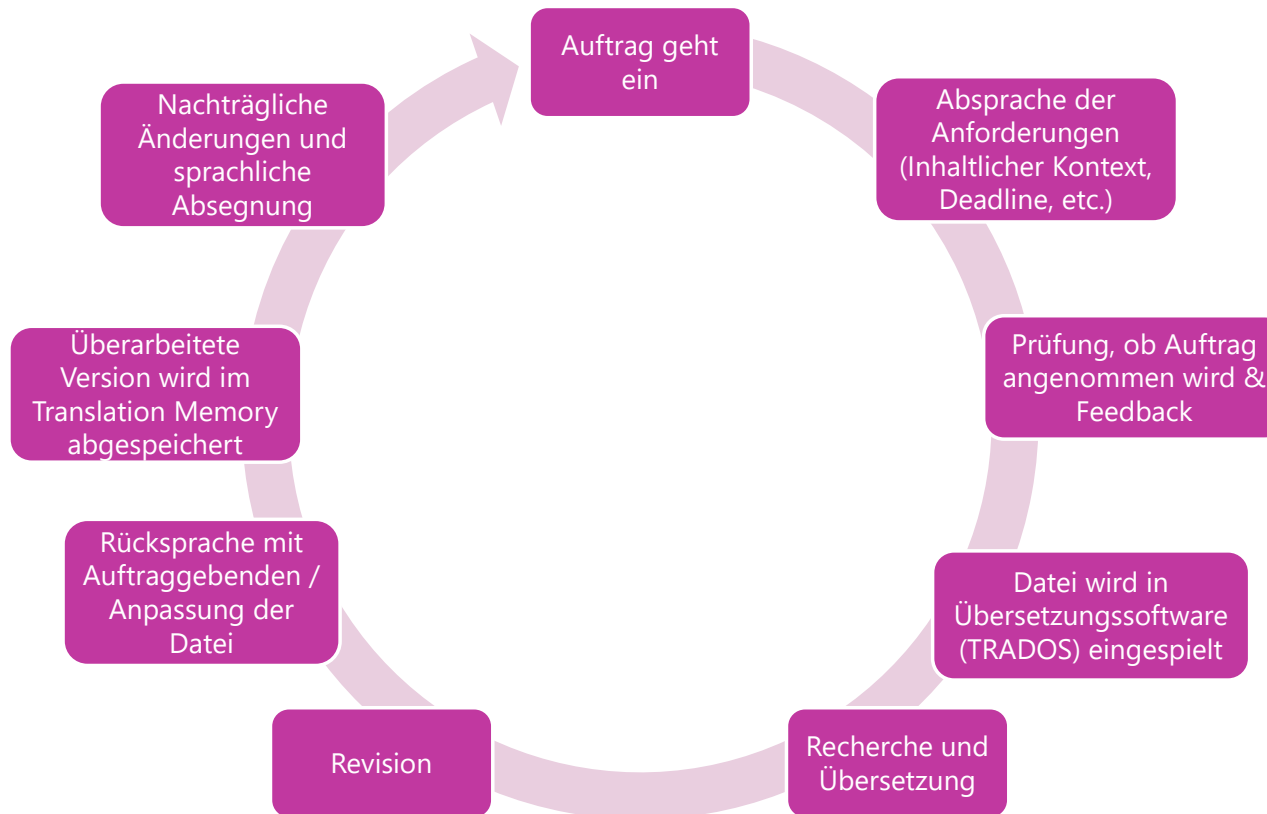 Auftrag geht
ein
Absprache der
Anforderungen
(Inhaltlicher Kontext,
Deadline, etc.)
Prüfung, ob Auftrag
angenommen wird &
Feedback
Datei wird in
Übersetzungssoftware
(TRADOS) eingespielt
Recherche und
Übersetzung
Revision
Rücksprache mit
Auftraggebenden /
Anpassung der
Datei
Überarbeitete
Version wird im
Translation Memory
abgespeichert
Nachträgliche
Änderungen und
sprachliche
Absegnung